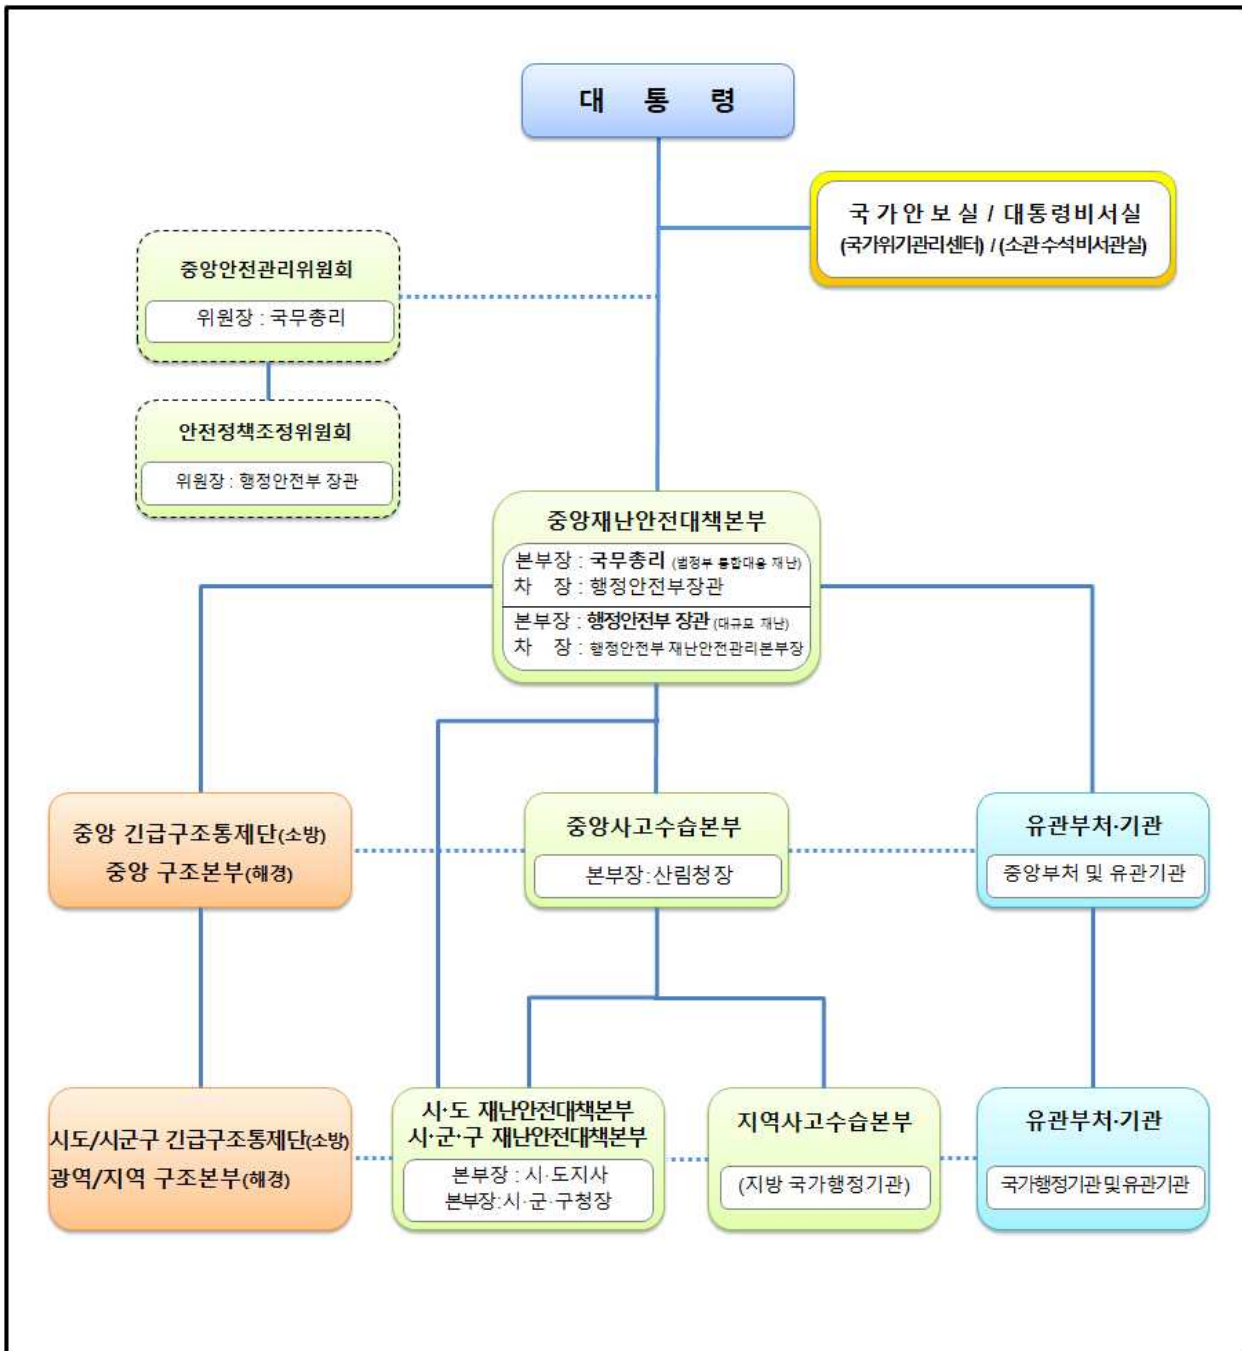 대 통 령
국가안보실 / 대통령비서실
(국가위기관리센터) / (소관수석비서관실)
중앙안전관리위원회
위원장 : 국무총리
안전정책조정위원회
위원장 : 행정안전부 장관
중앙재난안전대책본부
본부장 : 국무총리 (범정부 통합대응 재난)
차 장 : 행정안전부장관
본부장 : 행정안전부 장관 (대규모 재난)
차 장 : 행정안전부 재난안전관리본부장
중앙 긴급구조통제단(소방)
중앙 구조본부(해경)
중앙사고수습본부
본부장:산림청장
유관부처·기관
중앙부처 및 유관기관
시도/시군구 긴급구조통제단(소방)
광역/지역 구조본부(해경)
시·도 재난안전대책본부
시·군·구 재난안전대책본부
본부장 : 시·도지사
본부장:시·군·구청장
지역사고수습본부
(지방 국가행정기관)
유관부처·기관
국가행정기관 및 유관기관